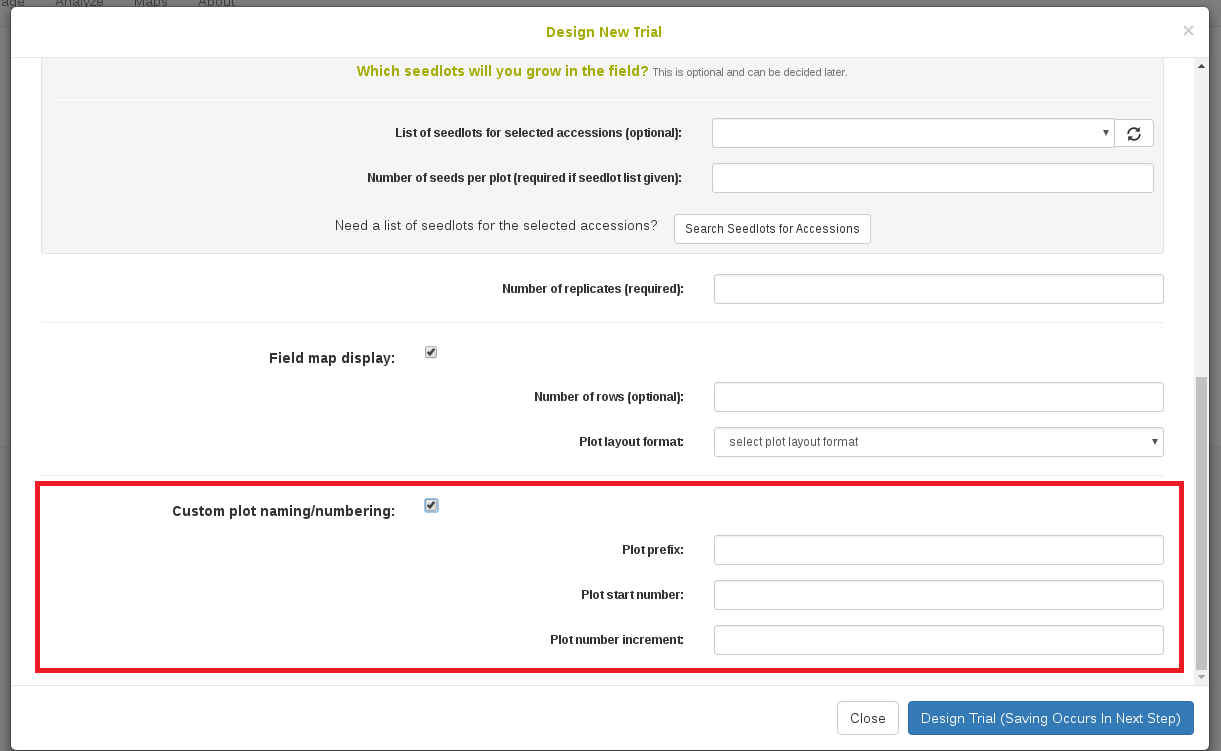 age Analyze Maps About
Design New Trial ×
Which seedlots will you grow in the field? This is optional and can be decided later.
List of seedlots for selected accessions (optional):
Number of seeds per plot (required if seedlot list given):
Need a list of seedlots for the selected accessions? Search Seedlots for Accessions
Number of replicates (required):
Field map display:
Number of rows (optional):
Plot layout format: select plot layout format
Custom plot naming/numbering:
Plot prefix:
Plot start number:
Plot number increment:
Close Design Trial (Saving Occurs In Next Step)